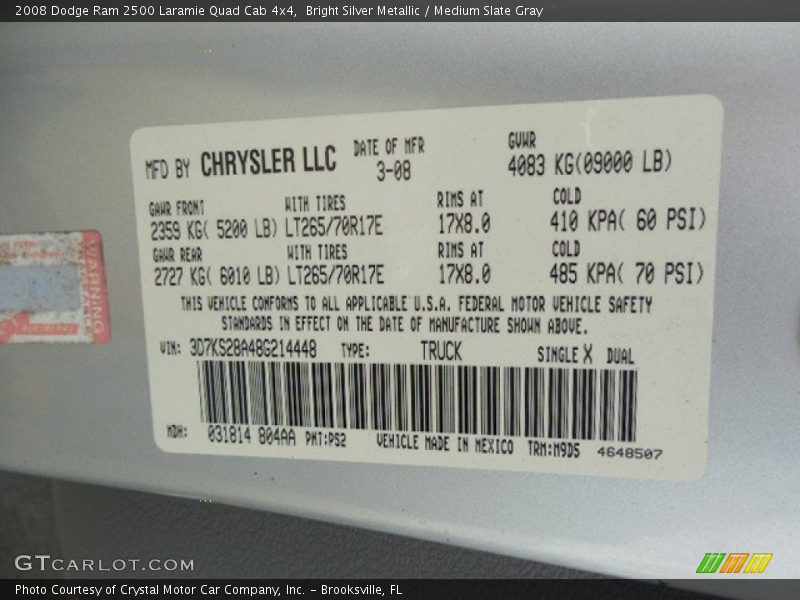 2008 Dodge Ram 2500 Laramie Quad Cab 4x4,  Bright Silver Metallic / Medium Slate Gray
MFD BY CHRYSLER LLC DATE OF MFR 3-08 GVWR 4083 KG(09000 LB)
GAWR FRONT WITH TIRES RIMS AT COLD
2359 KG( 5200 LB) LT265/70R17E 17X8.0 410 KPA( 60 PSI)
GAWR REAR WITH TIRES RIMS AT COLD
2727 KG( 6010 LB) LT265/70R17E 17X8.0 485 KPA( 70 PSI)
THIS VEHICLE CONFORMS TO ALL APPLICABLE U.S.A. FEDERAL MOTOR VEHICLE SAFETY
STANDARDS IN EFFECT ON THE DATE OF MANUFACTURE SHOWN ABOVE.
VIN: 3D7KS28A48G214448 TYPE: TRUCK SINGLE X DUAL
MDH: 031814 804AA PNT:PS2 VEHICLE MADE IN MEXICO TRM:M9D5 4648507
WARNING
GTCARLOT.COM
Photo Courtesy of Crystal Motor Car Company, Inc. - Brooksville, FL